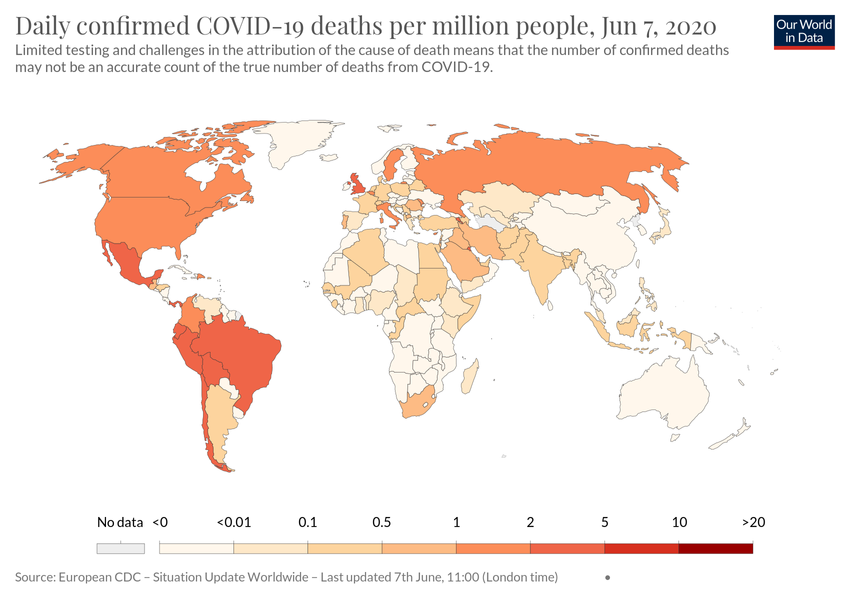 Daily confirmed COVID-19 deaths per million people, Jun 7, 2020
Our World
in Data
Limited testing and challenges in the attribution of the cause of death means that the number of confirmed deaths
may not be an accurate count of the true number of deaths from COVID-19.
No data <0 <0.01 0.1 0.5 1 2 5 10 >20
Source: European CDC – Situation Update Worldwide – Last updated 7th June, 11:00 (London time) •